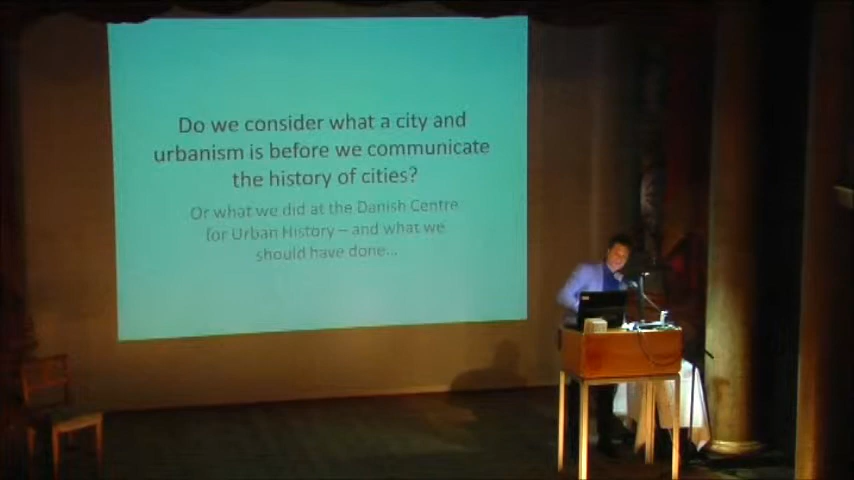 Do we consider what a city and
urbanism is before we communicate
the history of cities?
Or what we did at the Danish Centre
for Urban History – and what we
should have done...